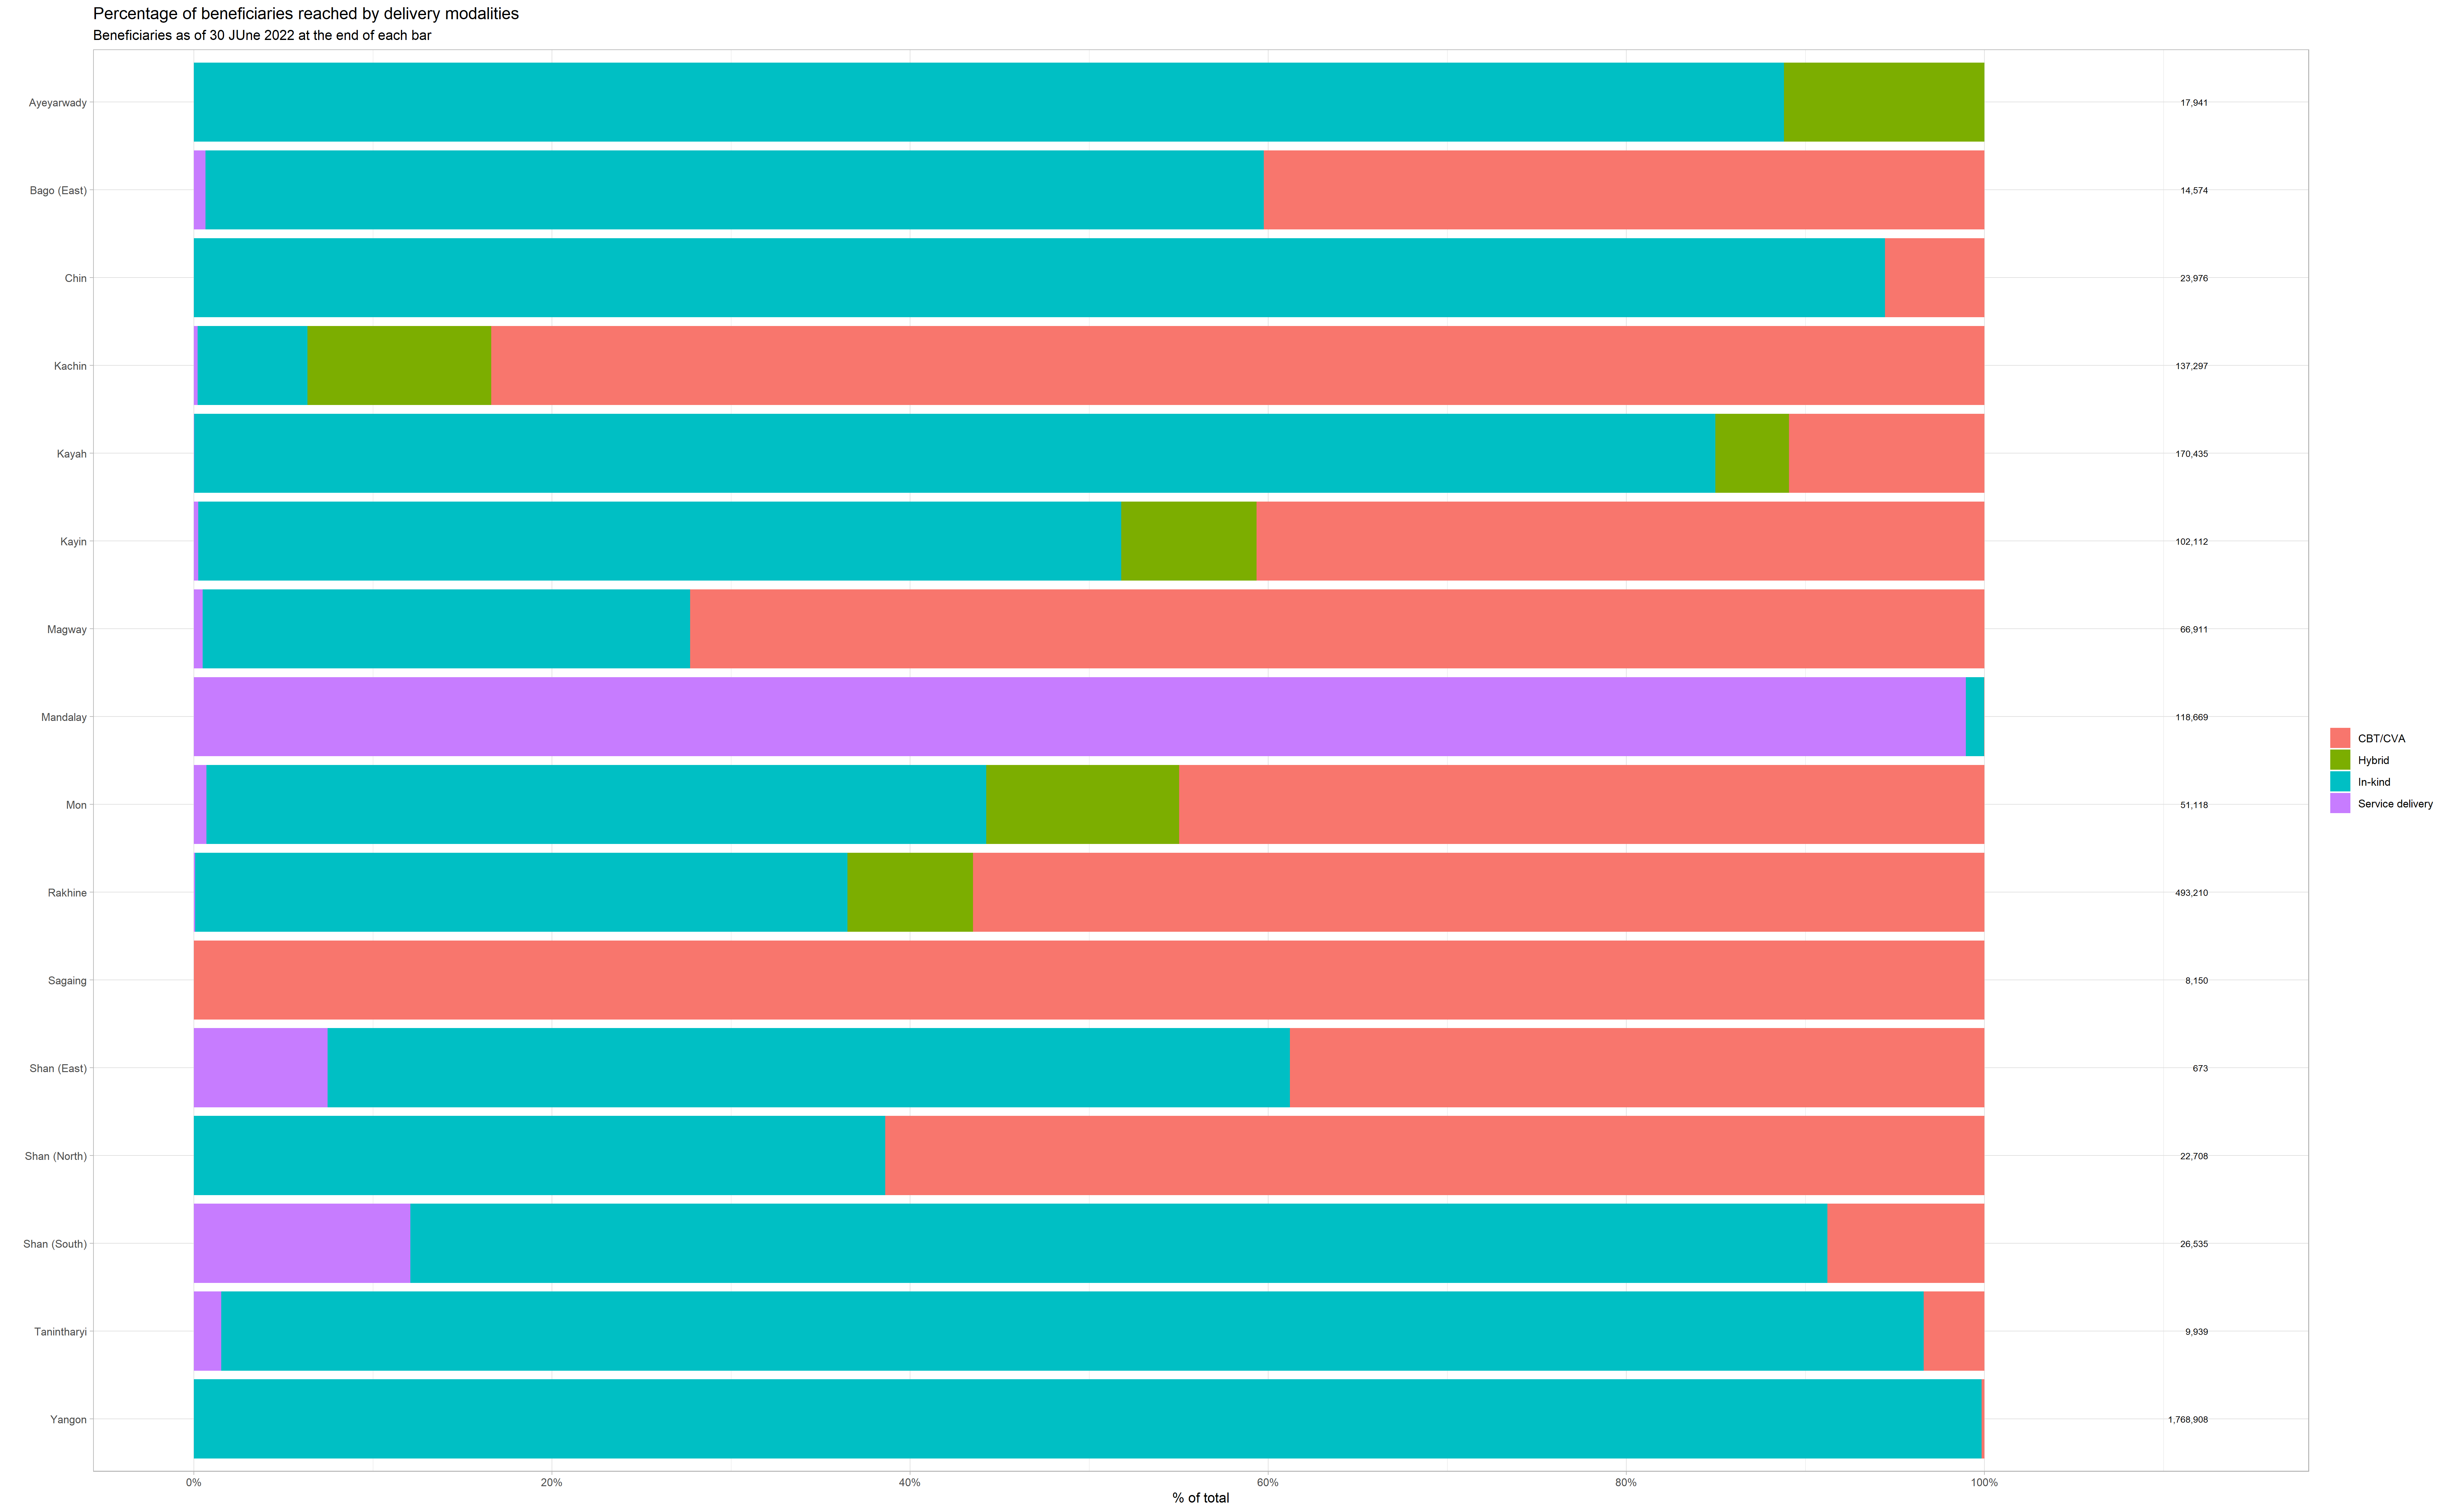 Percentage of beneficiaries reached by delivery modalities
Beneficiaries as of 30 JUne 2022 at the end of each bar
Ayeyarwady 17,941
Bago (East) 14,574
Chin 23,976
Kachin 137,297
Kayah 170,435
Kayin 102,112
Magway 66,911
Mandalay 118,669
Mon 51,118
Rakhine 493,210
Sagaing 8,150
Shan (East) 673
Shan (North) 22,708
Shan (South) 26,535
Tanintharyi 9,939
Yangon 1,768,908
0% 20% 40% 60% 80% 100%
% of total
CBT/CVA
Hybrid
In-kind
Service delivery